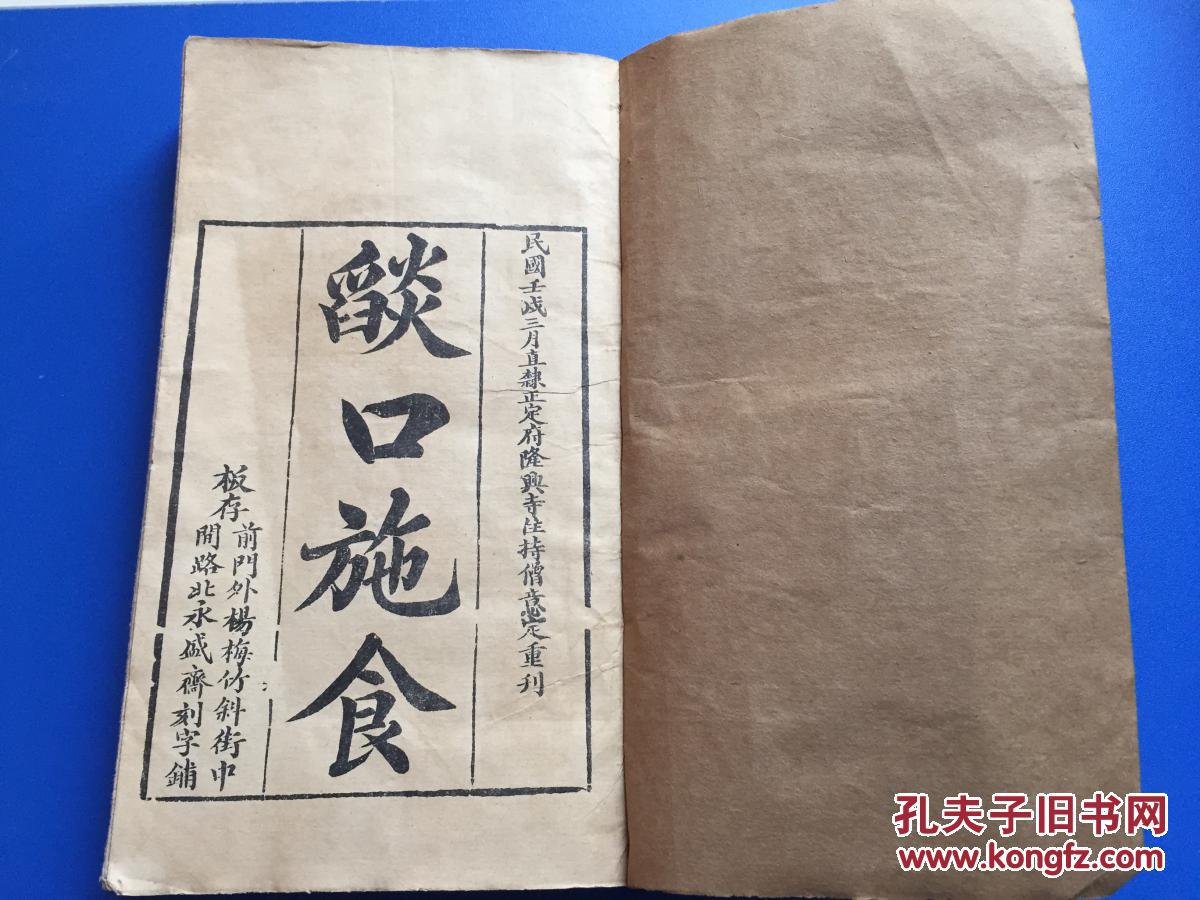 民國壬戌三月直隸正定府隆興寺住持僧意定重刊
燄口施食
板存
前門外楊梅竹斜街中
間路北永盛齋刻字鋪
孔夫子旧书网
www.kongfz.com